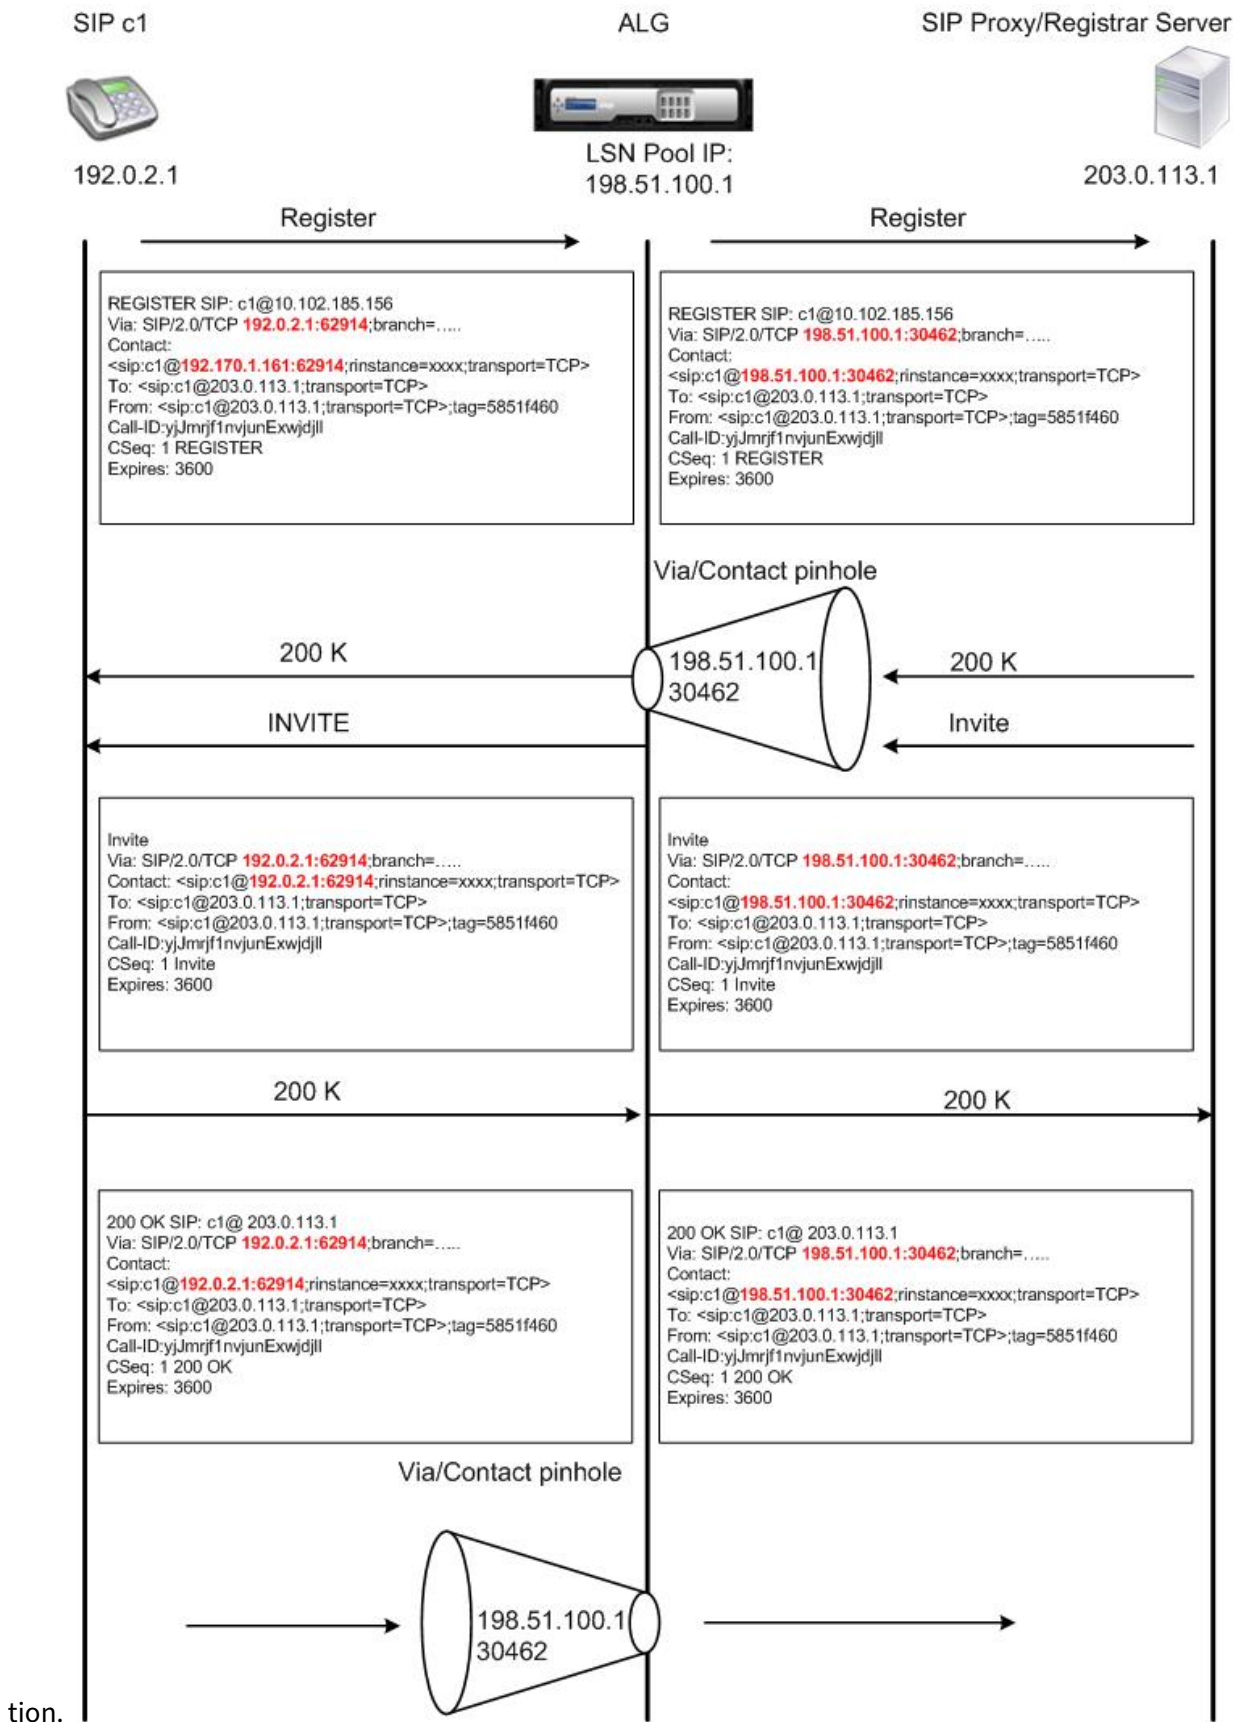 SIP c1
ALG
SIP Proxy/Registrar Server
LSN Pool IP:
198.51.100.1
192.0.2.1
203.0.113.1
Register
Register
REGISTER SIP: c1@10.102.185.156
Via: SIP/2.0/TCP 192.0.2.1:62914;branch=.....
Contact:
<sip:c1@192.170.1.161:62914;rinstance=xxxx;transport=TCP>
To: <sip:c1@203.0.113.1;transport=TCP>
From: <sip:c1@203.0.113.1;transport=TCP>;tag=5851f460
Call-ID:yjJmrjf1nvjunExwjdjll
CSeq: 1 REGISTER
Expires: 3600
REGISTER SIP: c1@10.102.185.156
Via: SIP/2.0/TCP 198.51.100.1:30462;branch=.....
Contact:
<sip:c1@198.51.100.1:30462;rinstance=xxxx;transport=TCP>
To: <sip:c1@203.0.113.1;transport=TCP>
From: <sip:c1@203.0.113.1;transport=TCP>;tag=5851f460
Call-ID:yjJmrjf1nvjunExwjdjll
CSeq: 1 REGISTER
Expires: 3600
Via/Contact pinhole
200 K
198.51.100.1
30462
200 K
INVITE
Invite
Invite
Via: SIP/2.0/TCP 192.0.2.1:62914;branch=.....
Contact: <sip:c1@192.0.2.1:62914;rinstance=xxxx;transport=TCP>
To: <sip:c1@203.0.113.1;transport=TCP>
From: <sip:c1@203.0.113.1;transport=TCP>;tag=5851f460
Call-ID:yjJmrjf1nvjunExwjdjll
CSeq: 1 Invite
Expires: 3600
Invite
Via: SIP/2.0/TCP 198.51.100.1:30462;branch=.....
Contact:
<sip:c1@198.51.100.1:30462;rinstance=xxxx;transport=TCP>
To: <sip:c1@203.0.113.1;transport=TCP>
From: <sip:c1@203.0.113.1;transport=TCP>;tag=5851f460
Call-ID:yjJmrjf1nvjunExwjdjll
CSeq: 1 Invite
Expires: 3600
200 K
200 K
200 OK SIP: c1@ 203.0.113.1
Via: SIP/2.0/TCP 192.0.2.1:62914;branch=.....
Contact:
<sip:c1@192.0.2.1:62914;rinstance=xxxx;transport=TCP>
To: <sip:c1@203.0.113.1;transport=TCP>
From: <sip:c1@203.0.113.1;transport=TCP>;tag=5851f460
Call-ID:yjJmrjf1nvjunExwjdjll
CSeq: 1 200 OK
Expires: 3600
200 OK SIP: c1@ 203.0.113.1
Via: SIP/2.0/TCP 198.51.100.1:30462;branch=.....
Contact:
<sip:c1@198.51.100.1:30462;rinstance=xxxx;transport=TCP>
To: <sip:c1@203.0.113.1;transport=TCP>
From: <sip:c1@203.0.113.1;transport=TCP>;tag=5851f460
Call-ID:yjJmrjf1nvjunExwjdjll
CSeq: 1 200 OK
Expires: 3600
Via/Contact pinhole
198.51.100.1
30462
tion.